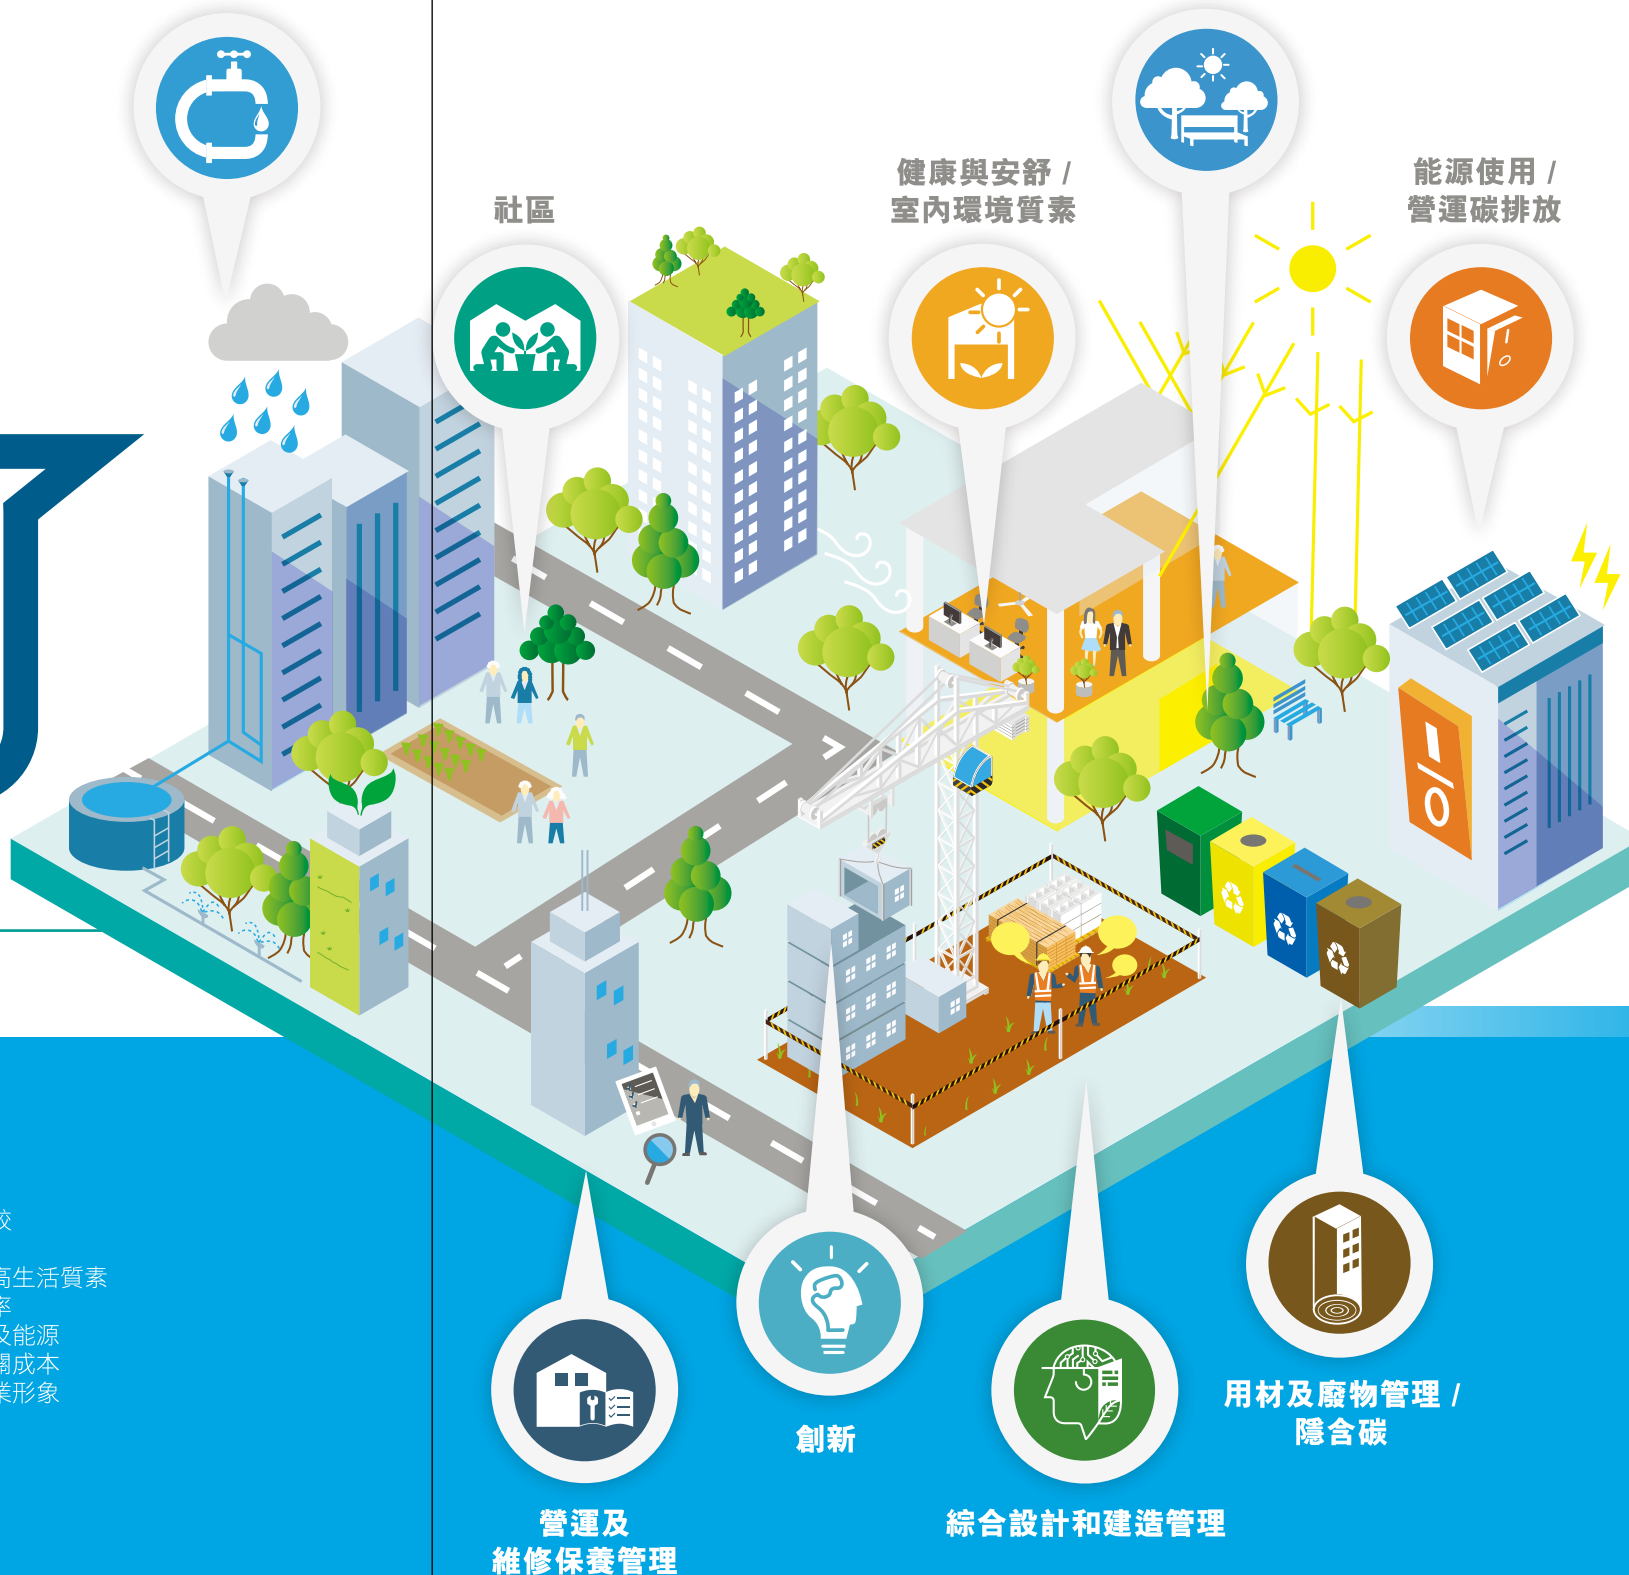 健康與安舒 /
室內環境質素
能源使用 /
營運碳排放
社區
較
高生活質素
率
及能源
關成本
業形象
用材及廢物管理 /
隱含碳
創新
綜合設計和建造管理
營運及
維修保養管理